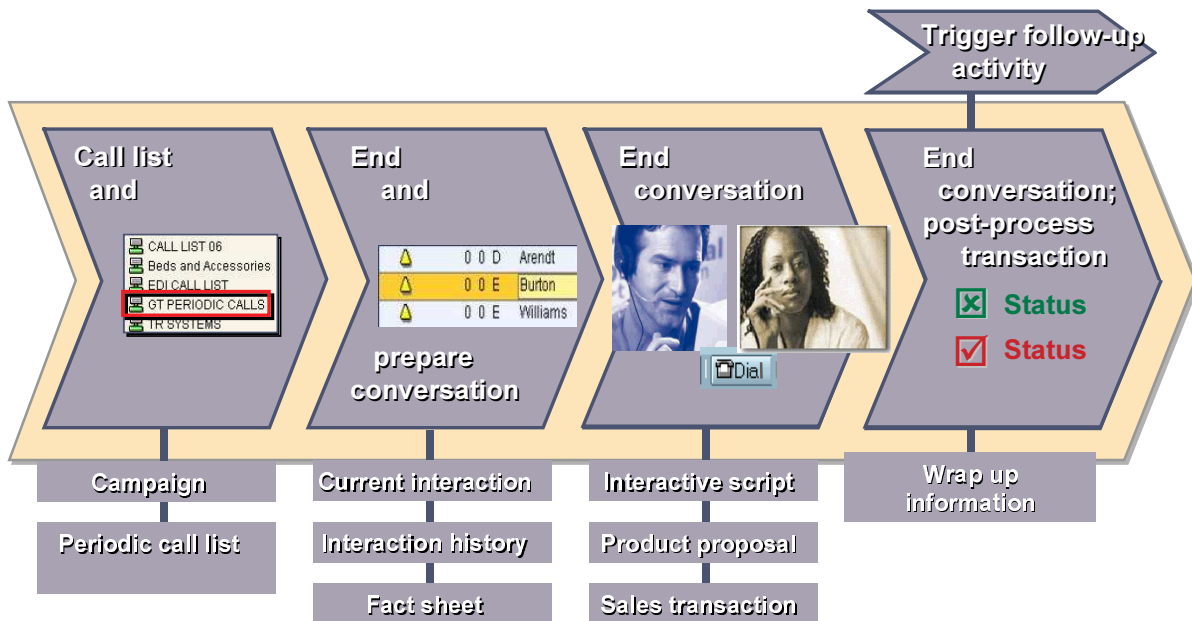 Trigger follow-up
activity
Call list
and
CALL LIST 06
Beds and Accessories
EDI CALL LIST
GT PERIODIC CALLS
TR SYSTEMS
End
and
0 0 D Arendt
0 0 E Burton
0 0 E Williams
prepare
conversation
End
conversation
Dial
End
conversation;
post-process
transaction
Status
Status
Campaign
Periodic call list
Current interaction
Interaction history
Fact sheet
Interactive script
Product proposal
Sales transaction
Wrap up
information